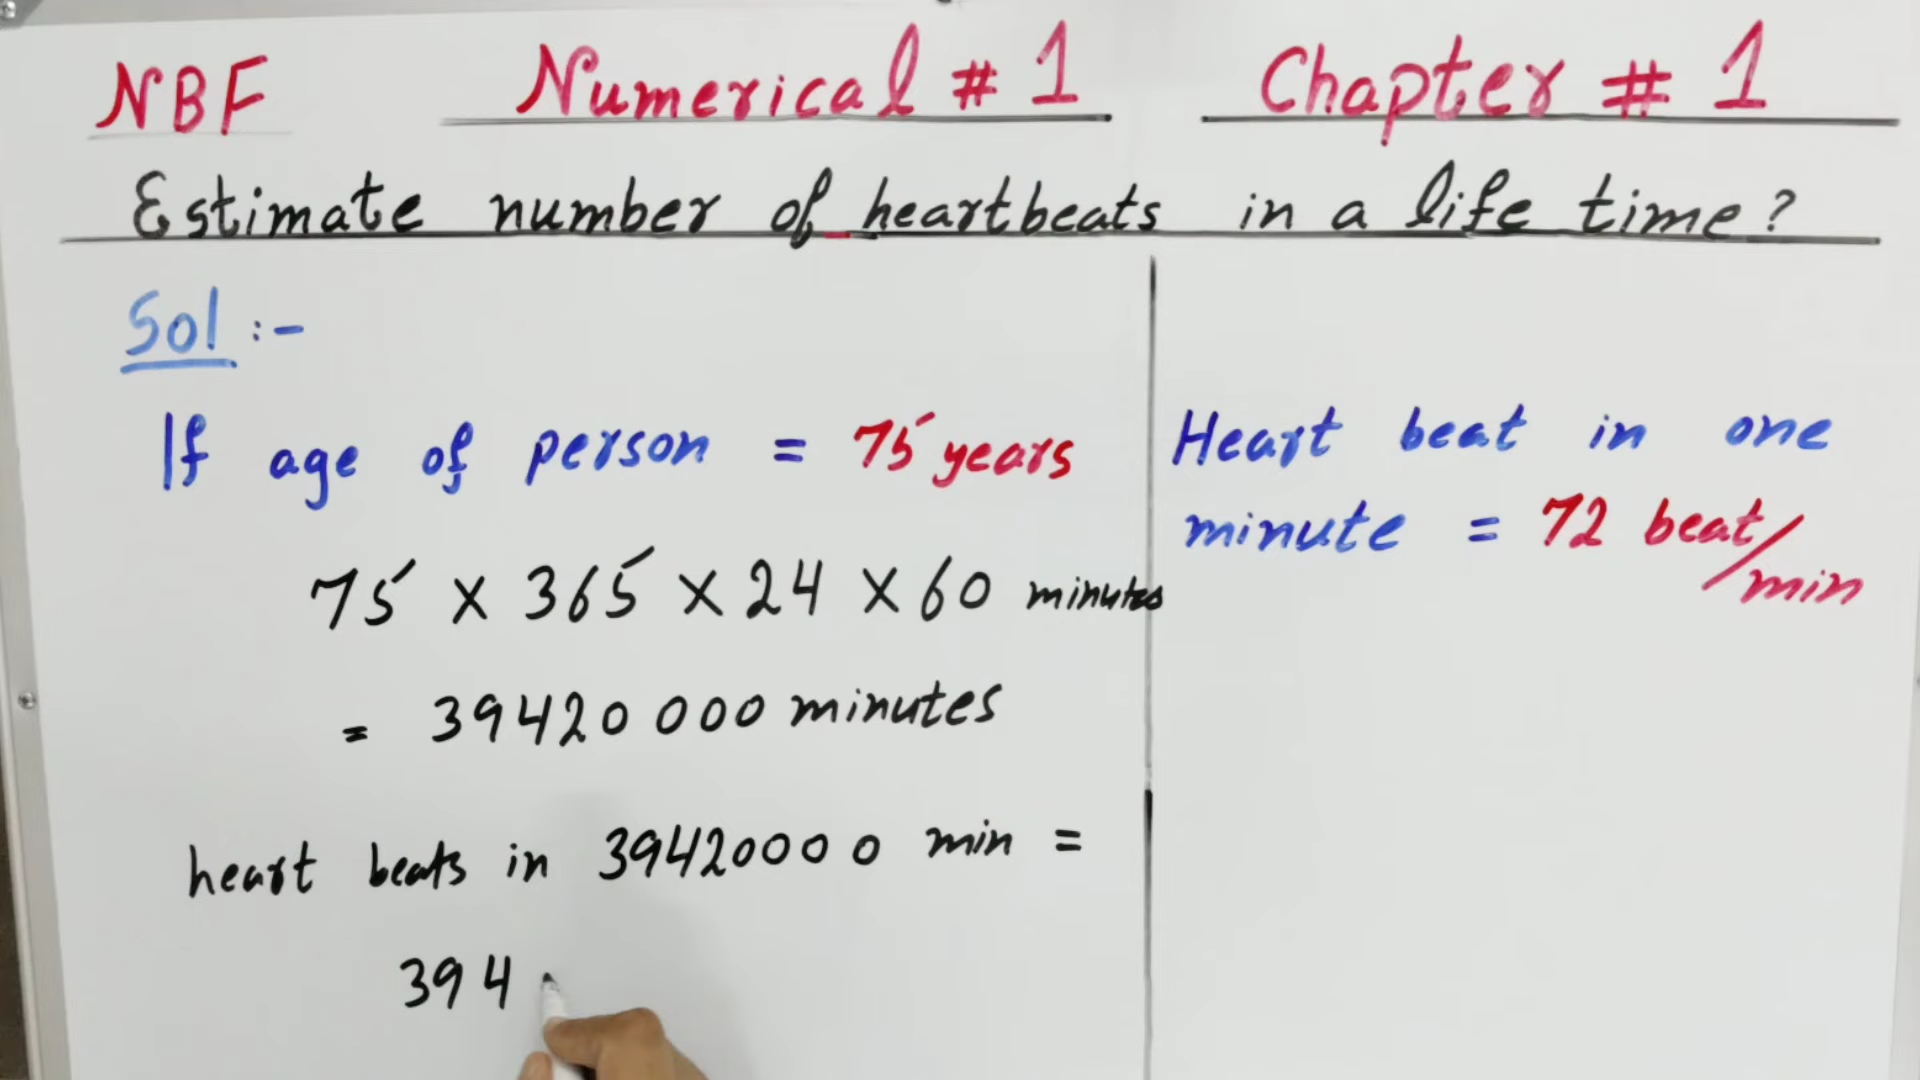 NBF Numerical # 1 Chapter # 1
Estimate number of heartbeats in a life time?
Sol :-
If age of person = 75 years
75 × 365 × 24 × 60 minutes
= 39420 000 minutes
heart beats in 39420000 min =
394
Heart beat in one
minute = 72 beat/
min